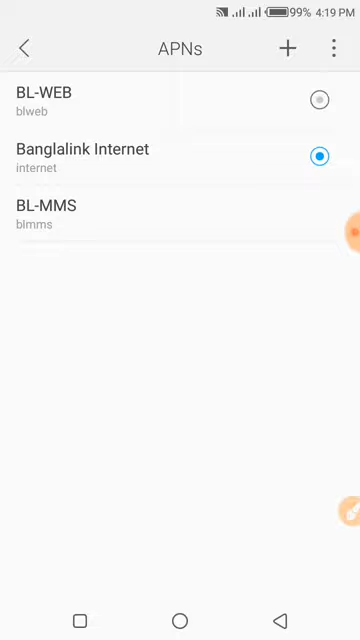 99% 4:19 PM
APNs
BL-WEB
blweb
Banglalink Internet
internet
BL-MMS
blmms